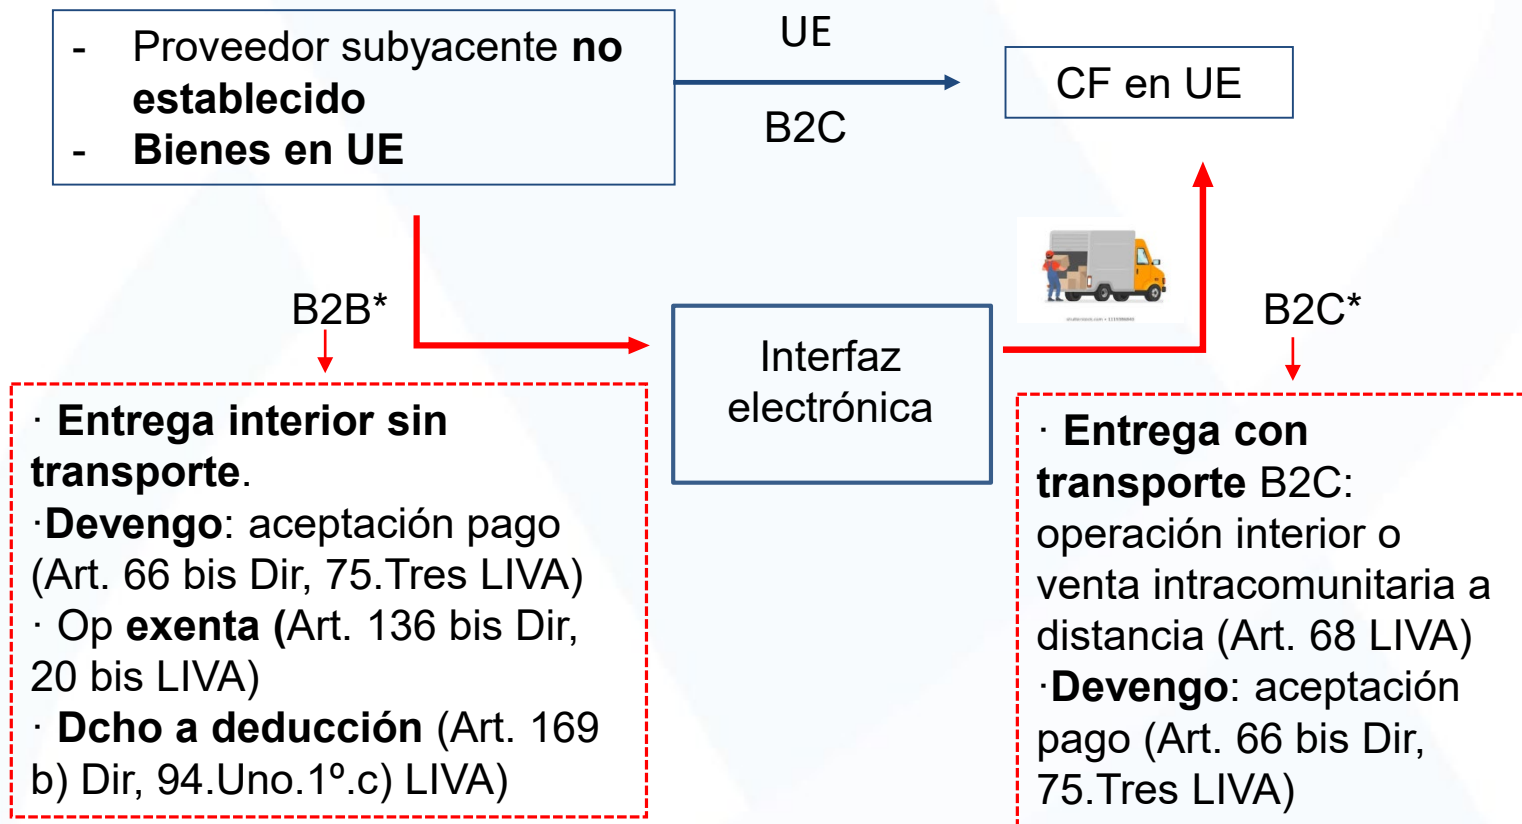 - Proveedor subyacente no
establecido
- Bienes en UE
UE
B2C
CF en UE
B2B*
Interfaz
electrónica
B2C*
· Entrega interior sin
transporte.
·Devengo: aceptación pago
(Art. 66 bis Dir, 75.Tres LIVA)
· Op exenta (Art. 136 bis Dir,
20 bis LIVA)
· Dcho a deducción (Art. 169
b) Dir, 94.Uno.1º.c) LIVA)
· Entrega con
transporte B2C:
operación interior o
venta intracomunitaria a
distancia (Art. 68 LIVA)
·Devengo: aceptación
pago (Art. 66 bis Dir,
75.Tres LIVA)